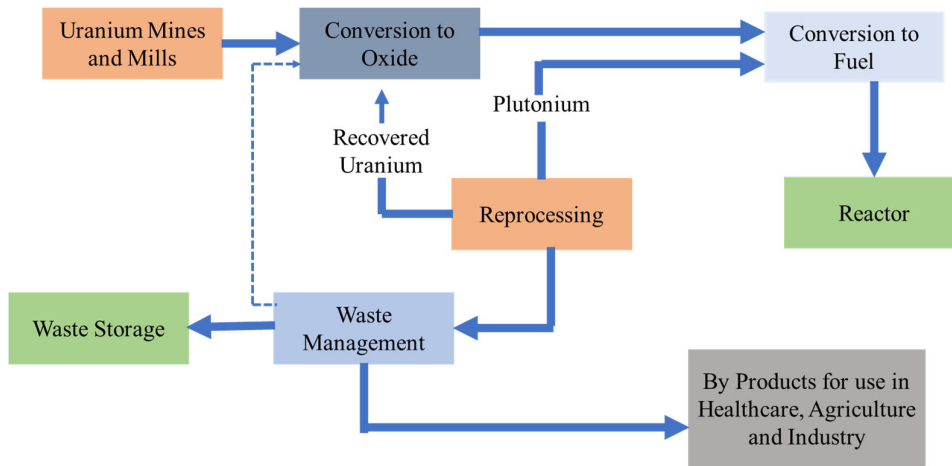 Uranium Mines
and Mills
Conversion to
Oxide
Conversion to
Fuel
Plutonium
Recovered
Uranium
Reprocessing
Reactor
Waste Storage
Waste
Management
By Products for use in
Healthcare, Agriculture
and Industry